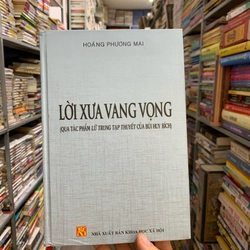 HOÀNG PHƯƠNG MAI
LỜI XƯA VANG VỌNG
(QUA TÁC PHẨM LỮ TRUNG TẠP THUYẾT CỦA BÙI HUY BÍCH)
NHÀ XUẤT BẢN KHOA HỌC XÃ HỘI